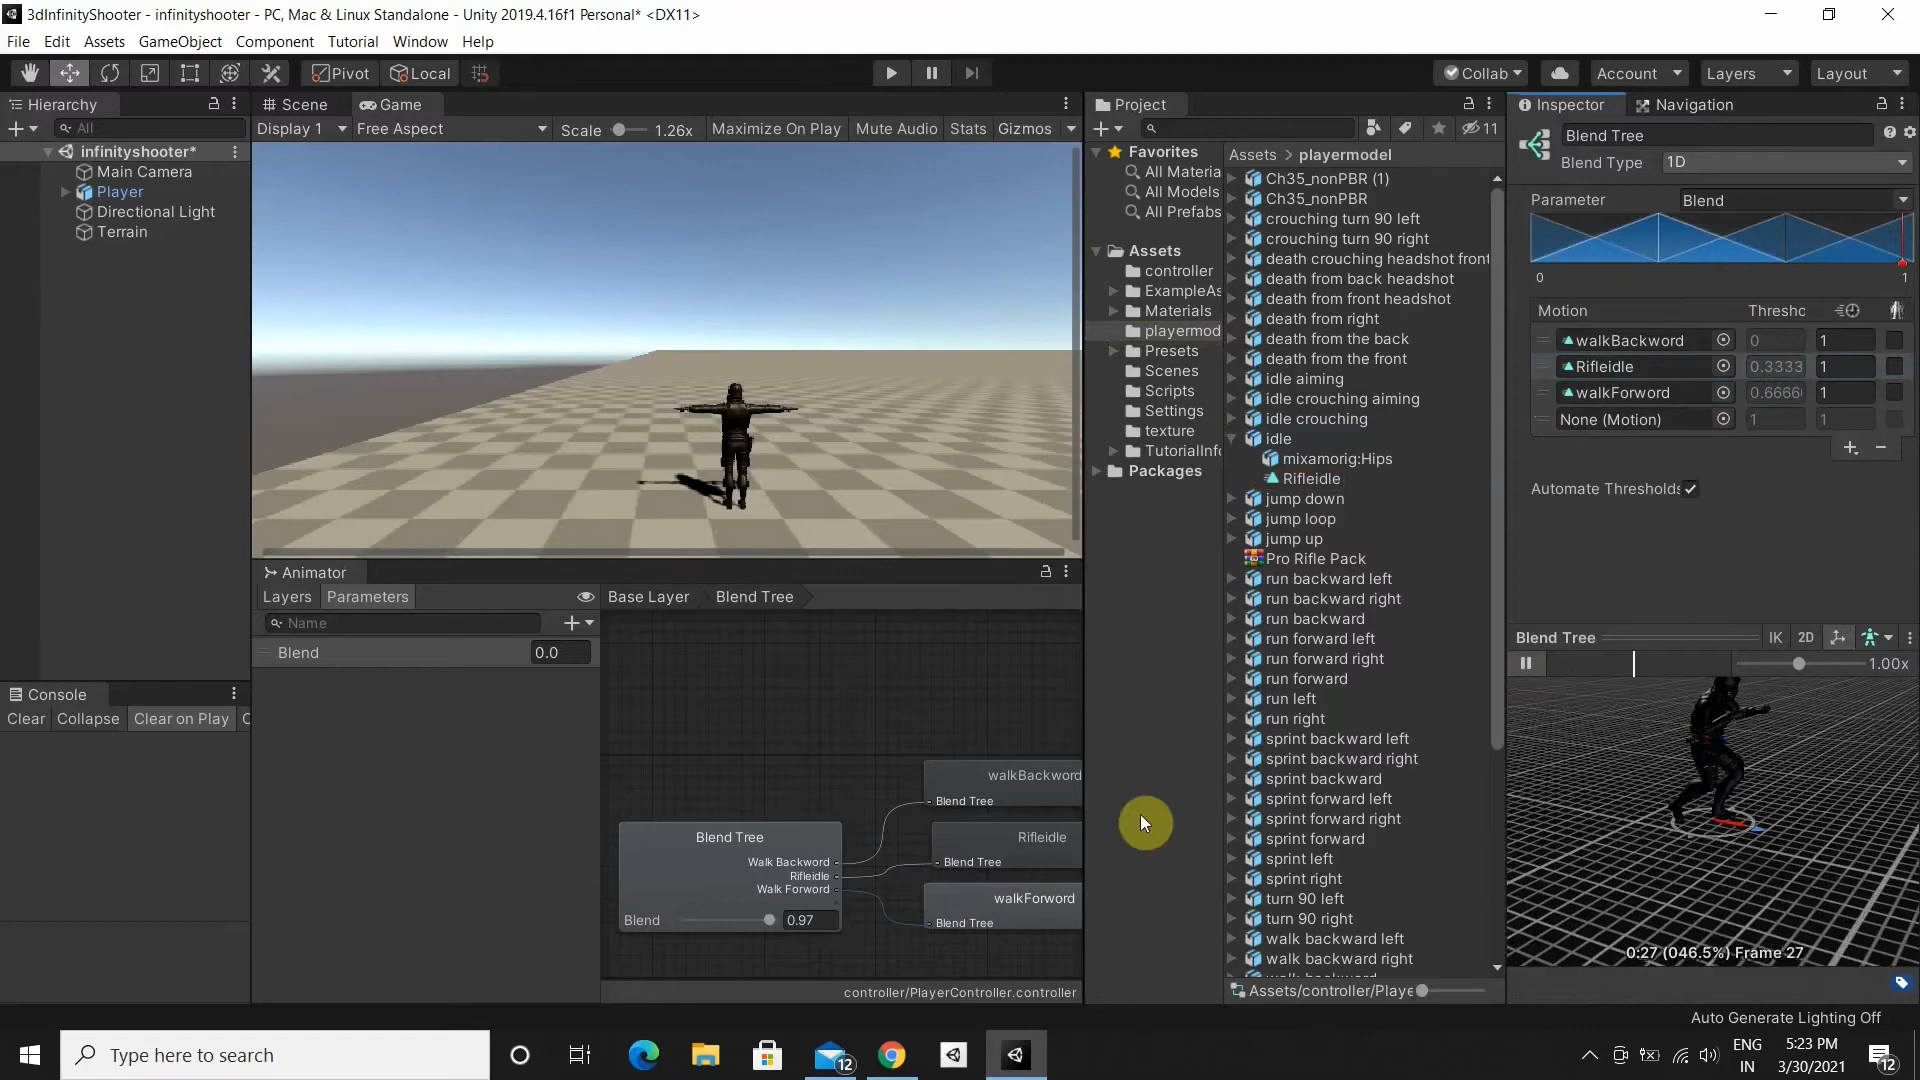 3dInfinityShooter - infinityshooter - PC, Mac & Linux Standalone - Unity 2019.4.16f1 Personal* <DX11>
File Edit Assets GameObject Component Tutorial Window Help
Pivot Local Collab Account Layers Layout
Hierarchy
All
infinityshooter*
Main Camera
Player
Directional Light
Terrain
Console
Clear Collapse Clear on Play
Scene Game
Display 1 Free Aspect Scale 1.26x Maximize On Play Mute Audio Stats Gizmos
Animator
Layers Parameters
Name
Blend 0.0
Base Layer Blend Tree
walkBackword
Blend Tree
Rifleidle
Blend Tree
walkForword
Blend Tree
Blend Tree
Walk Backword
Rifleidle
Walk Forword
Blend 0.97
controller/PlayerController.controller
Project
11
Favorites
All Materia
All Models
All Prefabs
Assets
controller
ExampleAs
Materials
playermod
Presets
Scenes
Scripts
Settings
texture
TutorialInfo
Packages
Assets > playermodel
Ch35_nonPBR (1)
Ch35_nonPBR
crouching turn 90 left
crouching turn 90 right
death crouching headshot front
death from back headshot
death from front headshot
death from right
death from the back
death from the front
idle aiming
idle crouching aiming
idle crouching
idle
mixamorig:Hips
Rifleidle
jump down
jump loop
jump up
Pro Rifle Pack
run backward left
run backward right
run backward
run forward left
run forward right
run forward
run left
run right
sprint backward left
sprint backward right
sprint backward
sprint forward left
sprint forward right
sprint forward
sprint left
sprint right
turn 90 left
turn 90 right
walk backward left
walk backward right
Assets/controller/Playe
Inspector Navigation
Blend Tree
Blend Type 1D
Parameter Blend
0 1
Motion Thresho
walkBackword 0 1
Rifleidle 0.3333 1
walkForword 0.6666 1
None (Motion) 1 1
Automate Thresholds
Blend Tree IK 2D
1.00x
0:27 (046.5%) Frame 27
Auto Generate Lighting Off
Type here to search
12
ENG
IN
5:23 PM
3/30/2021
12